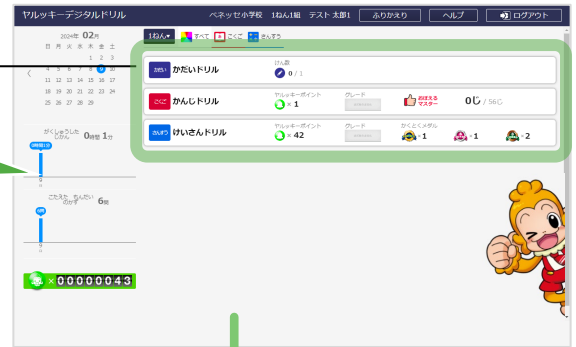 ヤルッキーデジタルドリル ベネッセ小学校 1ねん1組 テスト 太郎1 ふりかえり ヘルプ ログアウト
1ねん▾ すべて こくご さんすう
2024年 02月
日 月 火 水 木 金 土
1 2 3
4 5 6 7 8 9 10
11 12 13 14 15 16 17
18 19 20 21 22 23 24
25 26 27 28 29
かだい かだいドリル けん数 0 / 1
こくご かんじドリル ヤルッキーポイント × 1 グレード おぼえる マスター 0じ / 56じ
さんすう けいさんドリル ヤルッキーポイント × 42 グレード かくとくメダル ·1 ·1 ·2
がくしゅうした じかん 0時間 1分
0時間1分
9
こたえた もんだい のかず 6問
6問
9
× 00000043